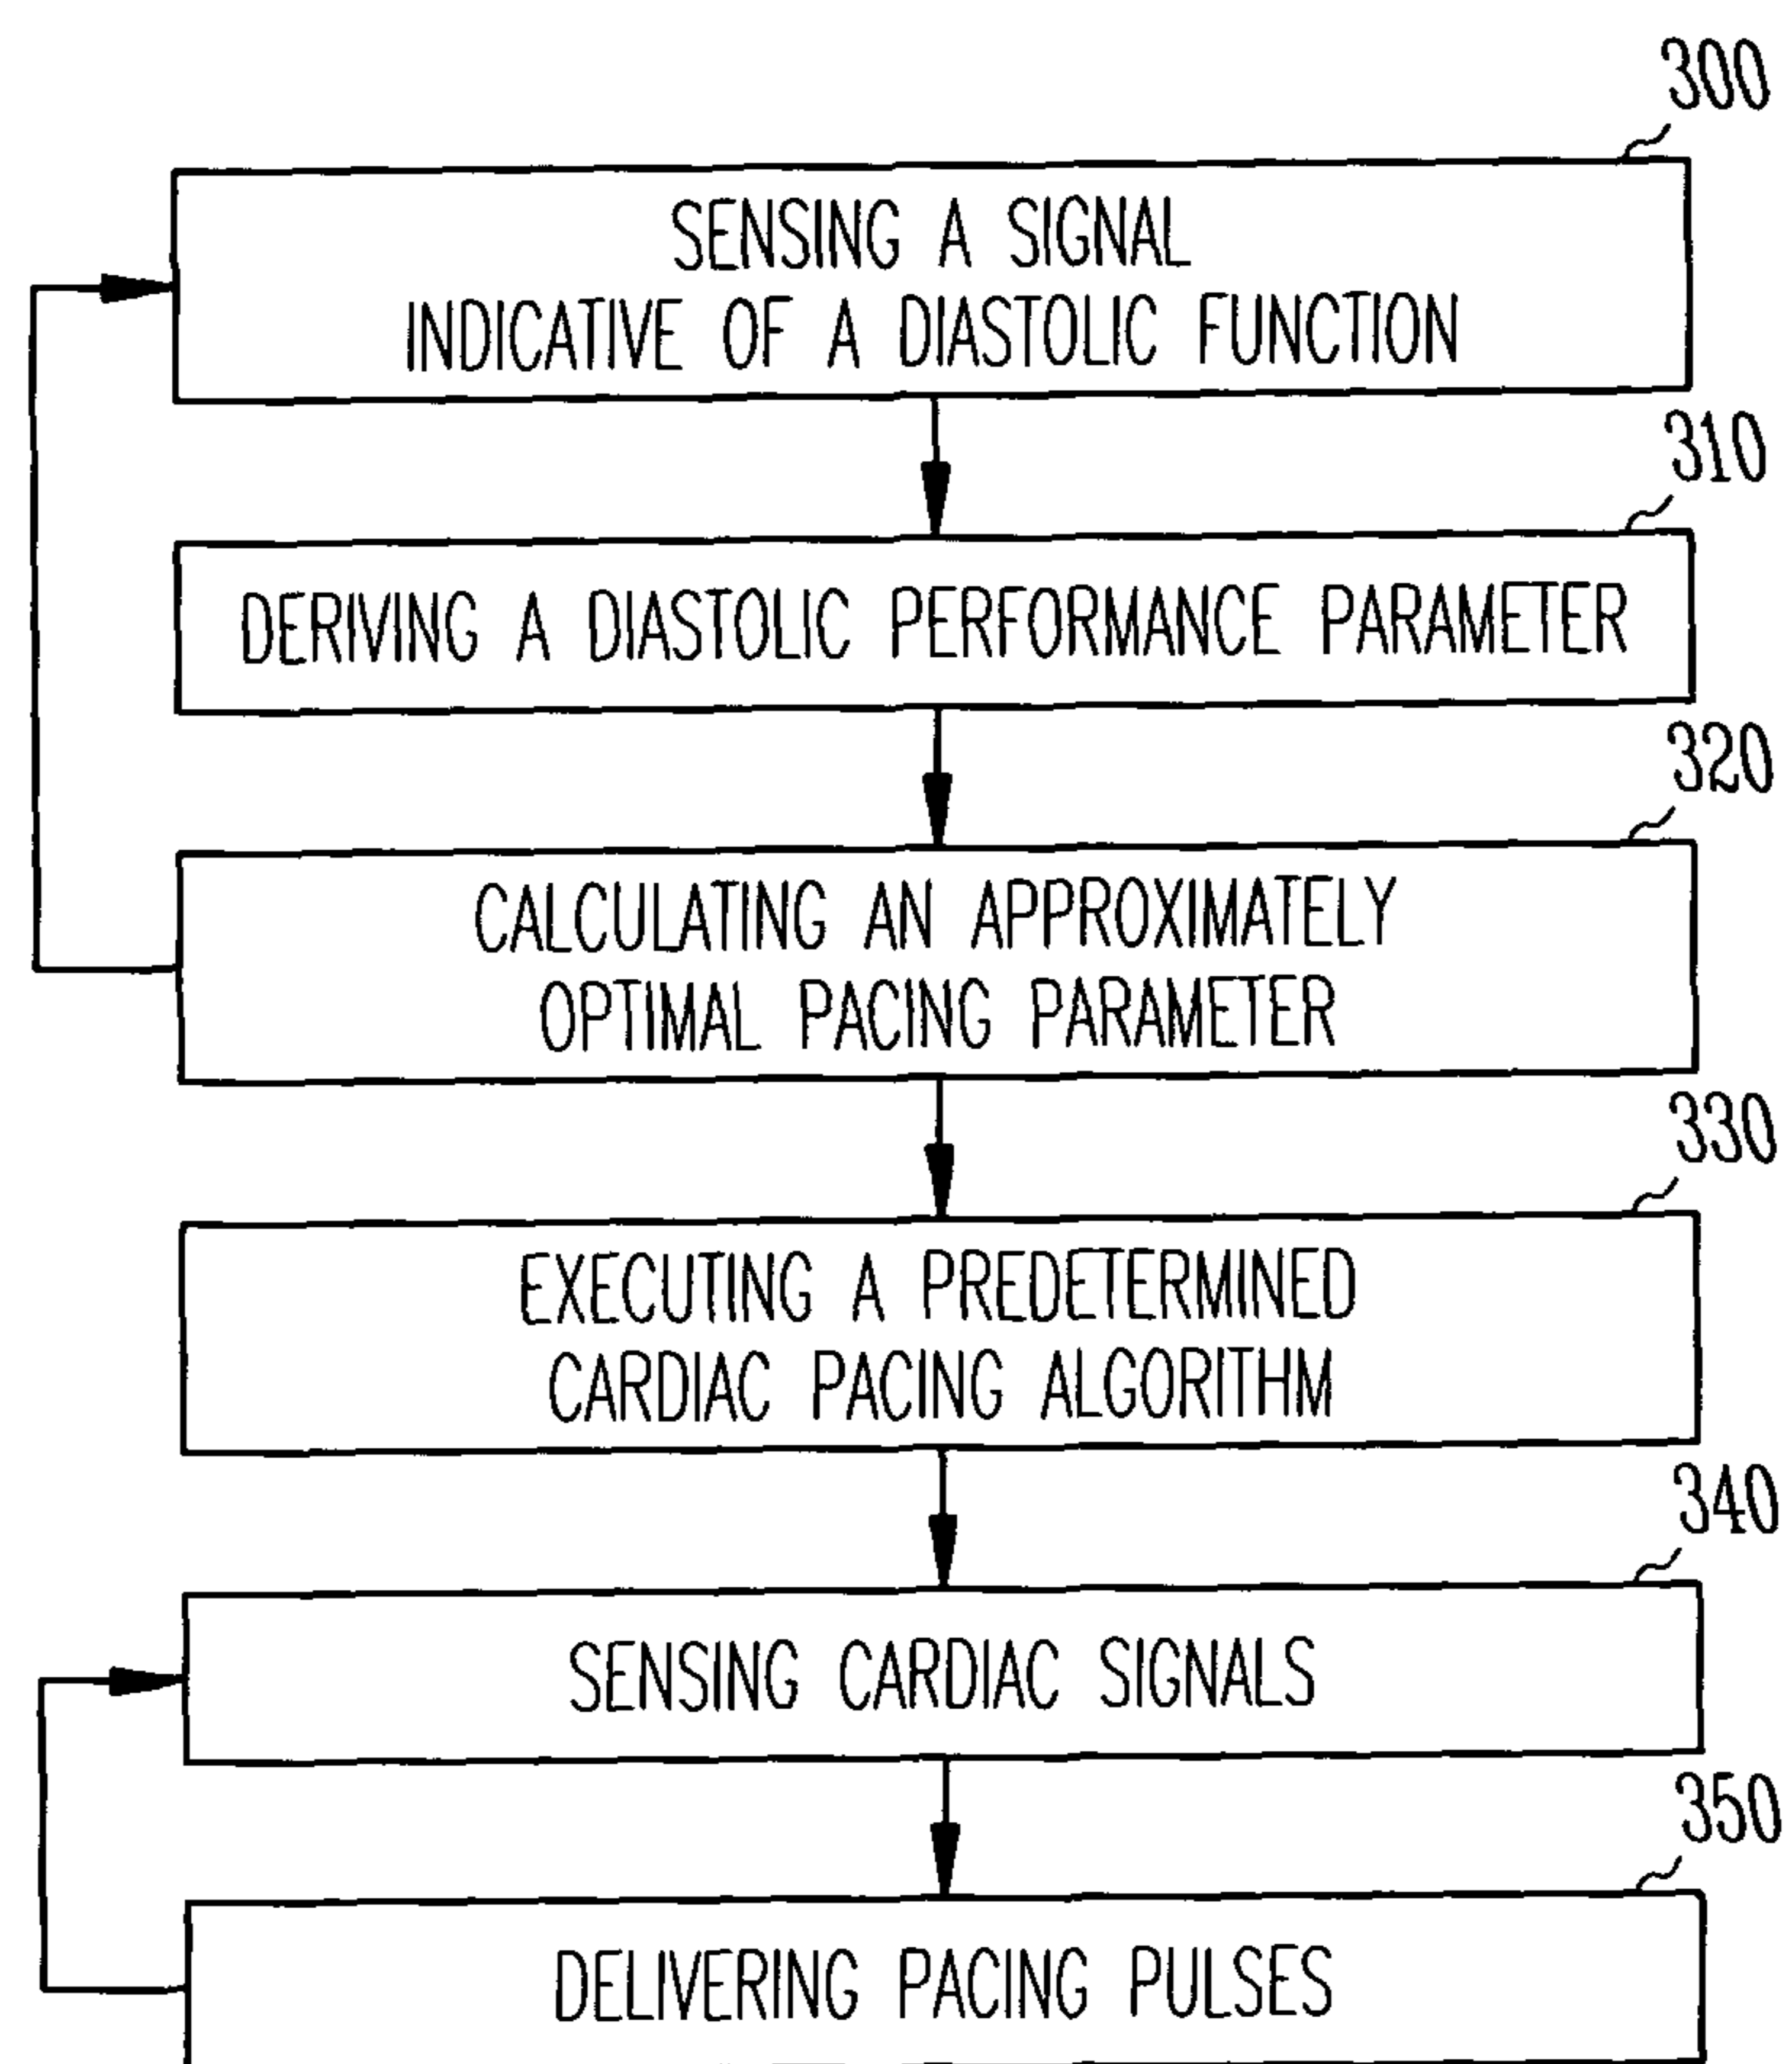 300
SENSING A SIGNAL
INDICATIVE OF A DIASTOLIC FUNCTION
310
DERIVING A DIASTOLIC PERFORMANCE PARAMETER
320
CALCULATING AN APPROXIMATELY
OPTIMAL PACING PARAMETER
330
EXECUTING A PREDETERMINED
CARDIAC PACING ALGORITHM
340
SENSING CARDIAC SIGNALS
350
DELIVERING PACING PULSES